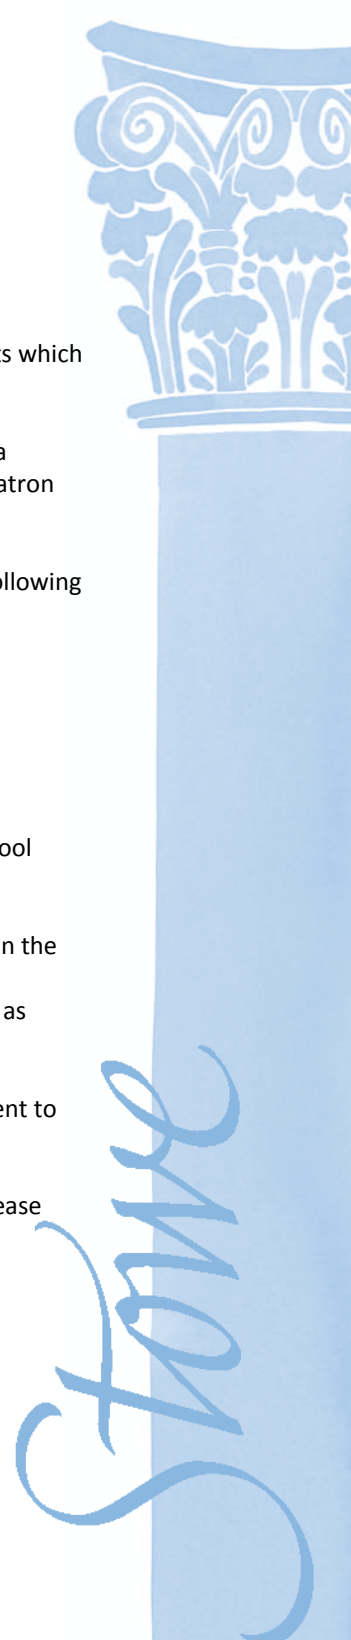 ts which
a
atron
ollowing
ool
n the
as
ent to
ease
Stowe